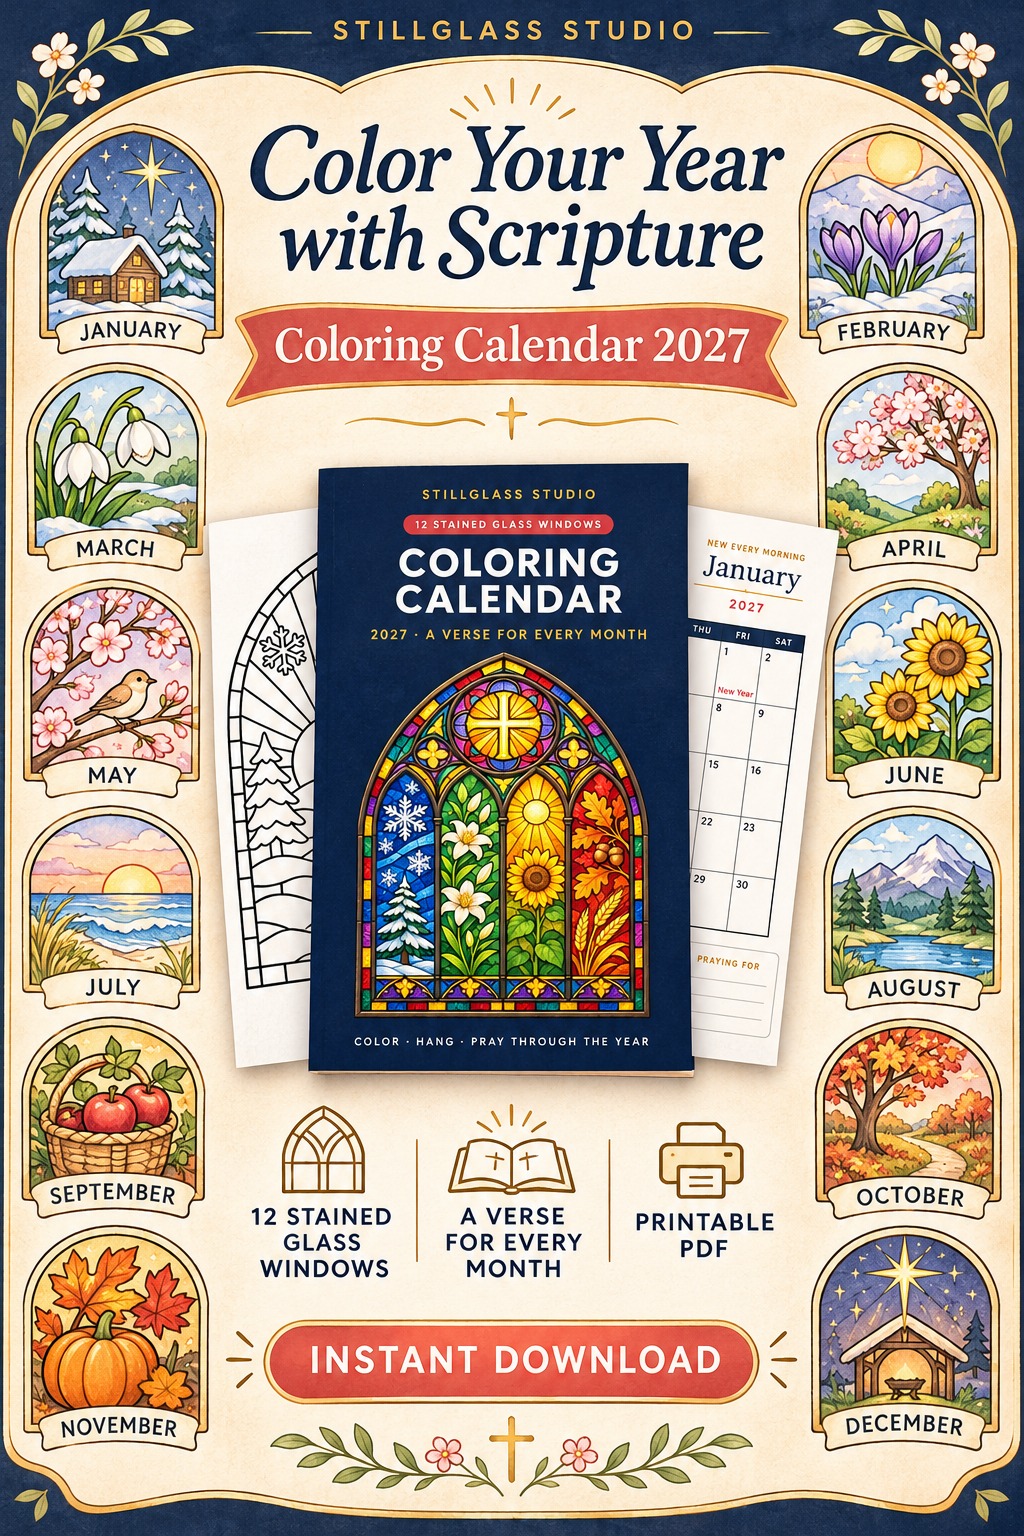 STILLGLASS STUDIO
Color Your Year
with Scripture
Coloring Calendar 2027
JANUARY
FEBRUARY
MARCH
APRIL
MAY
JUNE
JULY
AUGUST
SEPTEMBER
OCTOBER
NOVEMBER
DECEMBER
STILLGLASS STUDIO
12 STAINED GLASS WINDOWS
COLORING
CALENDAR
2027 · A VERSE FOR EVERY MONTH
COLOR · HANG · PRAY THROUGH THE YEAR
NEW EVERY MORNING
January
2027
THU FRI SAT
1 2
New Year
8 9
15 16
22 23
29 30
PRAYING FOR
12 STAINED
GLASS
WINDOWS
A VERSE
FOR EVERY
MONTH
PRINTABLE
PDF
INSTANT DOWNLOAD